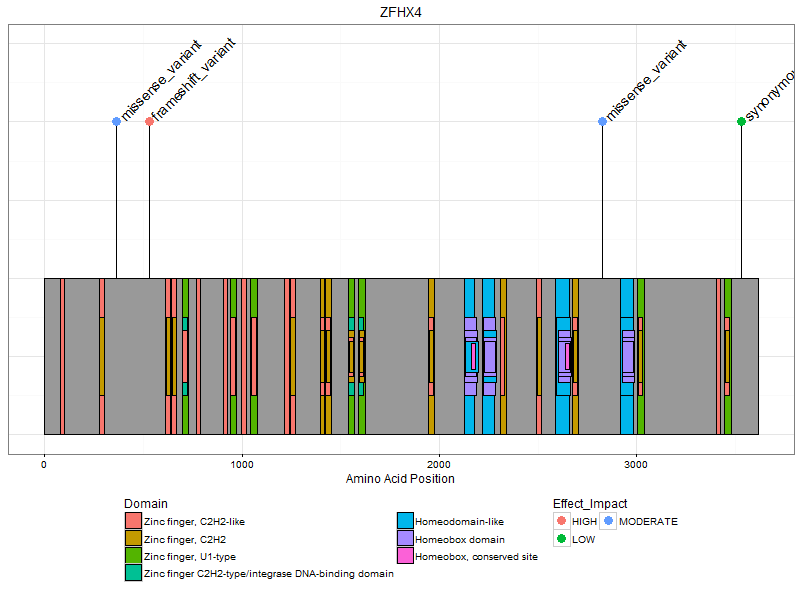 ZFHX4
missense_variant
frameshift_variant
missense_variant
synonymo
0 1000 2000 3000
Amino Acid Position
Domain
Zinc finger, C2H2-like
Zinc finger, C2H2
Zinc finger, U1-type
Zinc finger C2H2-type/integrase DNA-binding domain
Homeodomain-like
Homeobox domain
Homeobox, conserved site
Effect_Impact
HIGH MODERATE
LOW